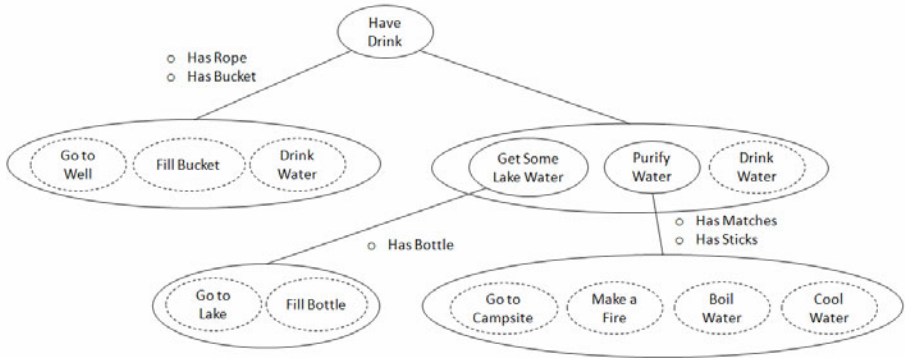 Have
Drink
○ Has Rope
○ Has Bucket
Go to
Well
Fill Bucket
Drink
Water
Get Some
Lake Water
Purify
Water
Drink
Water
○ Has Bottle
○ Has Matches
○ Has Sticks
Go to
Lake
Fill Bottle
Go to
Campsite
Make a
Fire
Boil
Water
Cool
Water